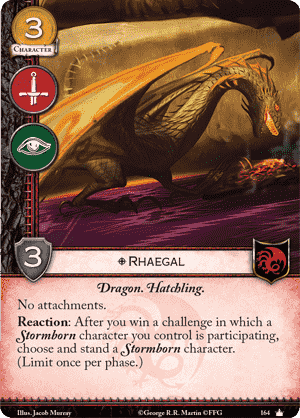 3
Character
3
Rhaegal
Dragon. Hatchling.
No attachments.
Reaction: After you win a challenge in which a
Stormborn character you control is participating,
choose and stand a Stormborn character.
(Limit once per phase.)
Illus. Jacob Murray ©George R.R. Martin ©FFG 164